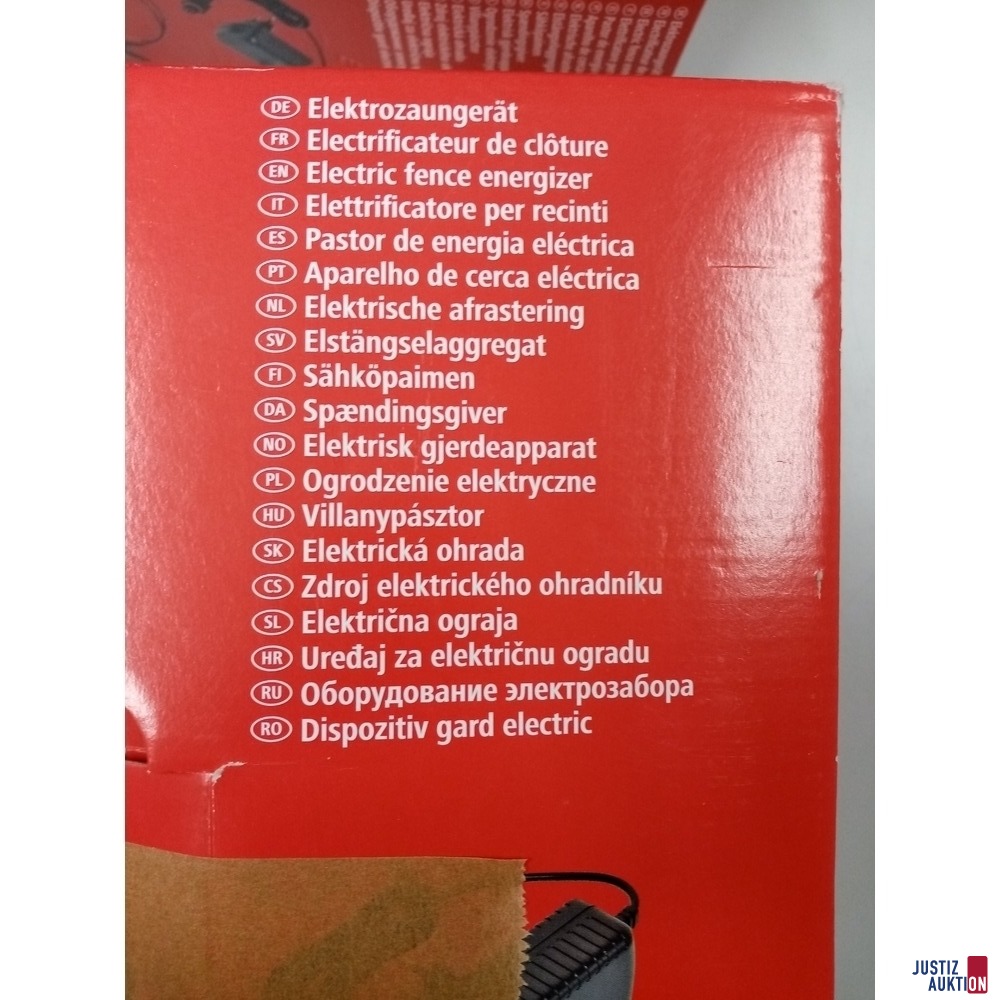 DE Elektrozaungerät
FR Electrificateur de clôture
EN Electric fence energizer
IT Elettrificatore per recinti
ES Pastor de energia eléctrica
PT Aparelho de cerca eléctrica
NL Elektrische afrastering
SV Elstängselaggregat
FI Sähköpaimen
DA Spændingsgiver
NO Elektrisk gjerdeapparat
PL Ogrodzenie elektryczne
HU Villanypásztor
SK Elektrická ohrada
CS Zdroj elektrického ohradníku
SL Električna ograja
HR Uređaj za električnu ogradu
RU Оборудование электрозабора
RO Dispozitiv gard electric
JUSTIZ
AUKTION